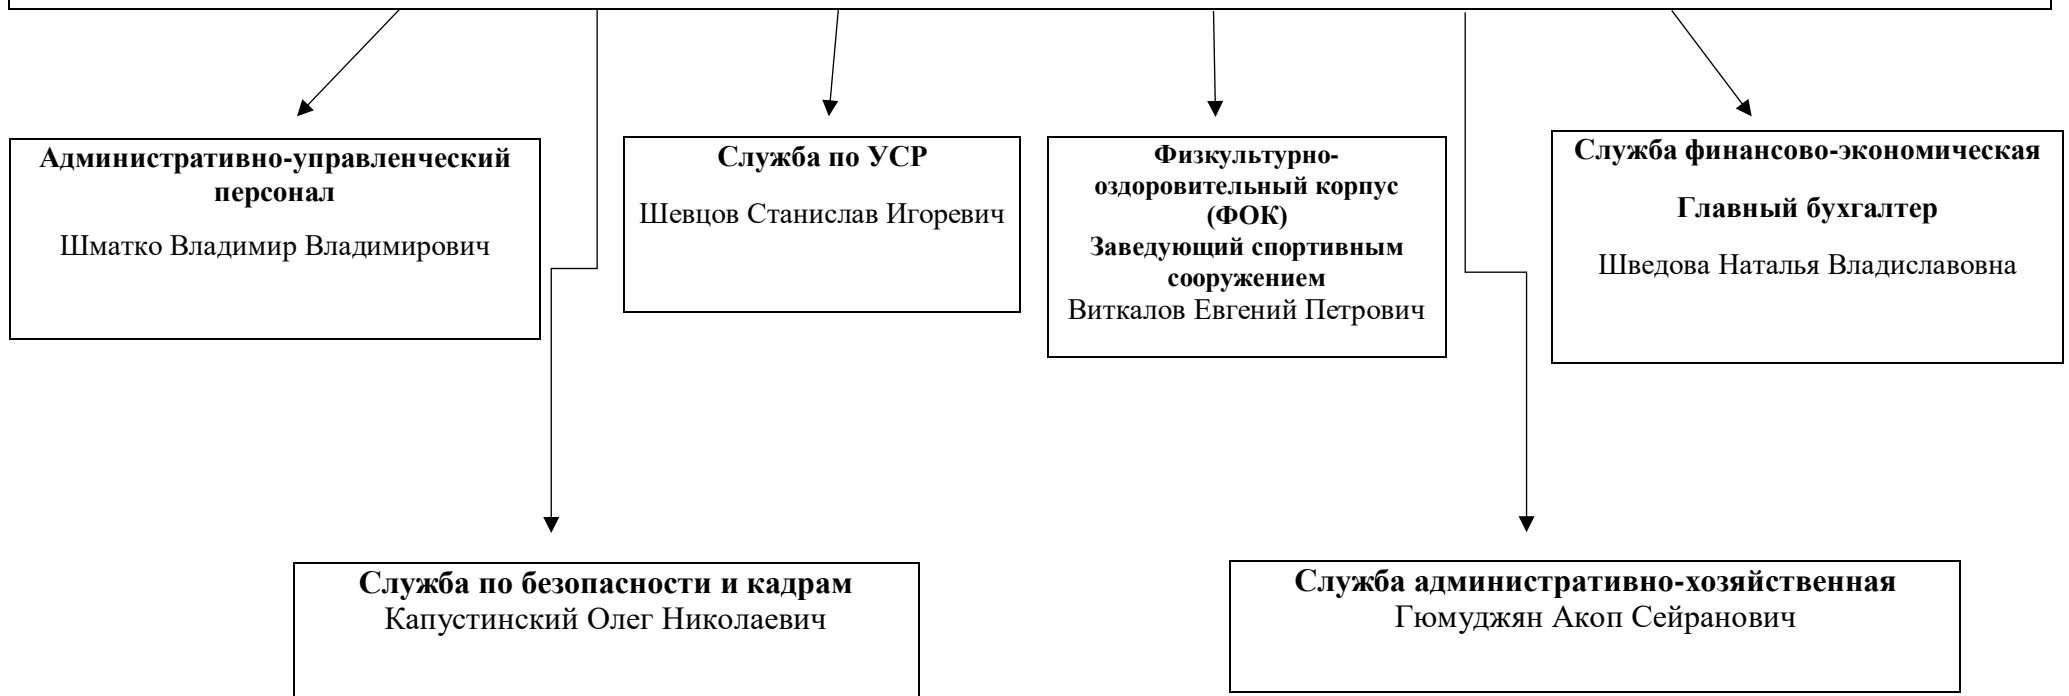 Административно-управленческий
персонал
Шматко Владимир Владимирович
Служба по УСР
Шевцов Станислав Игоревич
Физкультурно-
оздоровительный корпус
(ФОК)
Заведующий спортивным
сооружением
Виткалов Евгений Петрович
Служба финансово-экономическая
Главный бухгалтер
Шведова Наталья Владиславовна
Служба по безопасности и кадрам
Капустинский Олег Николаевич
Служба административно-хозяйственная
Гюмуджян Акоп Сейранович